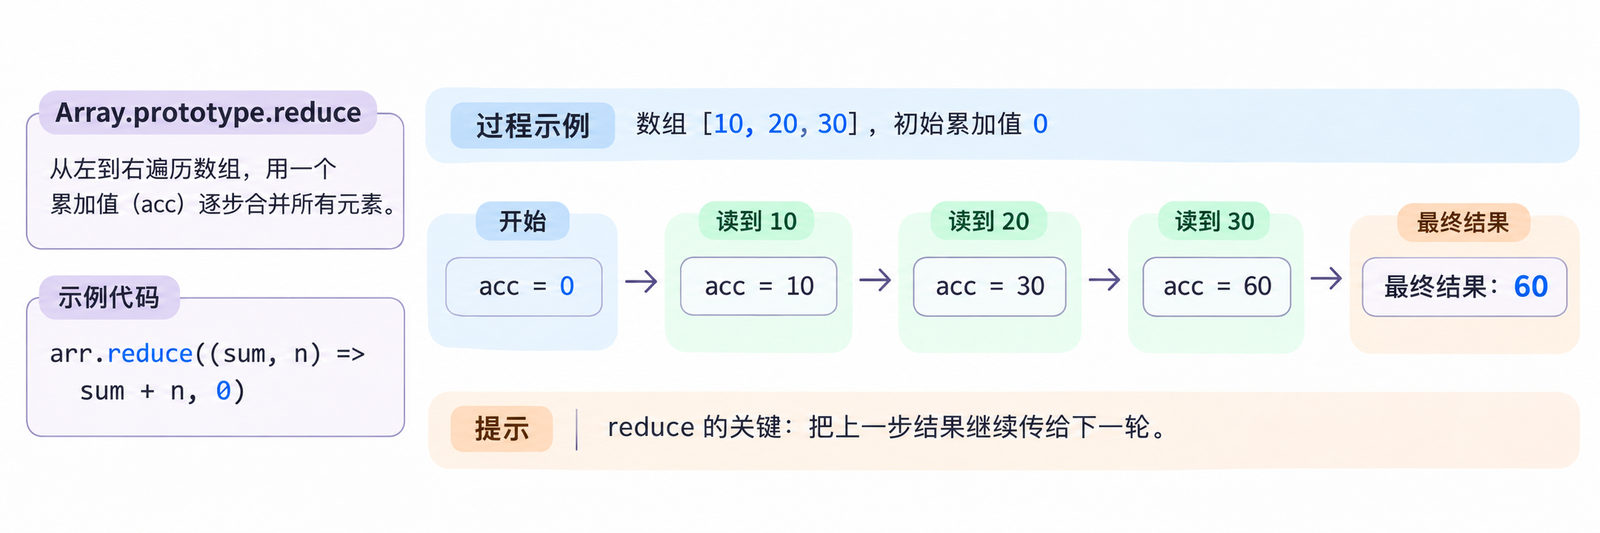 Array.prototype.reduce
从左到右遍历数组，用一个
累加值（acc）逐步合并所有元素。
示例代码
arr.reduce((sum, n) =>
sum + n, 0)
过程示例
数组 [10, 20, 30] ，初始累加值 0
开始
acc = 0
读到 10
acc = 10
读到 20
acc = 30
读到 30
acc = 60
最终结果
最终结果：60
提示
reduce 的关键：把上一步结果继续传给下一轮。